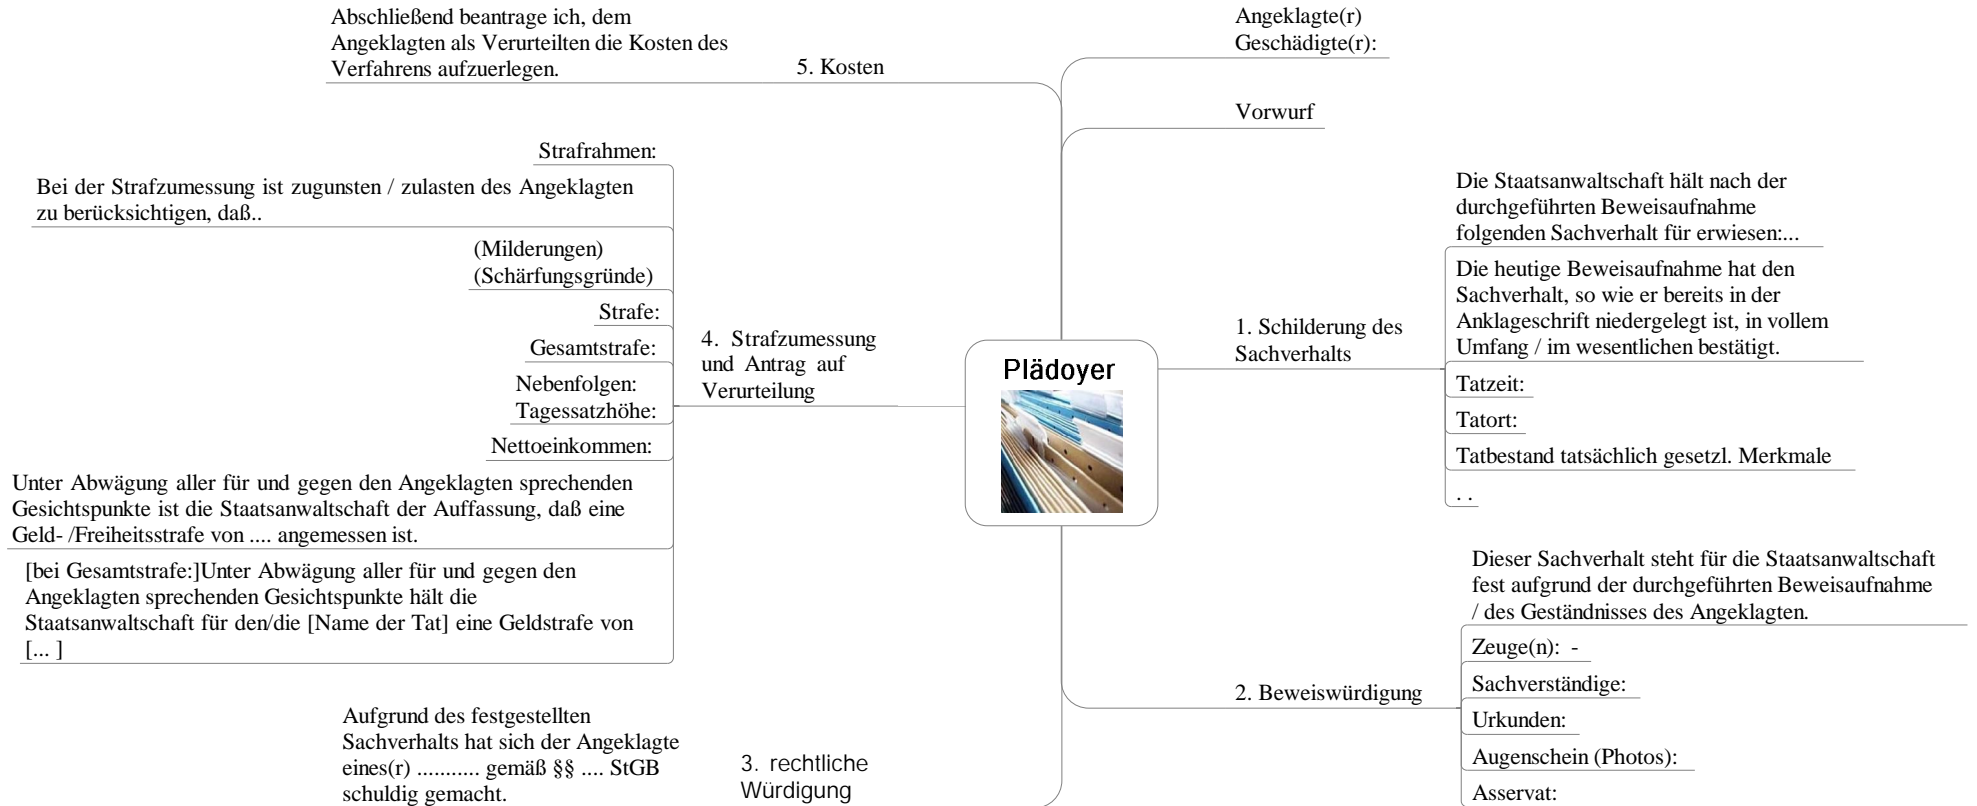 Plädoyer
Angeklagte(r)
Geschädigte(r):
Vorwurf
1. Schilderung des
Sachverhalts
Die Staatsanwaltschaft hält nach der
durchgeführten Beweisaufnahme
folgenden Sachverhalt für erwiesen:...
Die heutige Beweisaufnahme hat den
Sachverhalt, so wie er bereits in der
Anklageschrift niedergelegt ist, in vollem
Umfang / im wesentlichen bestätigt.
Tatzeit:
Tatort:
Tatbestand tatsächlich gesetzl. Merkmale
. .
2. Beweiswürdigung
Dieser Sachverhalt steht für die Staatsanwaltschaft
fest aufgrund der durchgeführten Beweisaufnahme
/ des Geständnisses des Angeklagten.
Zeuge(n): -
Sachverständige:
Urkunden:
Augenschein (Photos):
Asservat:
3. rechtliche
Würdigung
Aufgrund des festgestellten
Sachverhalts hat sich der Angeklagte
eines(r) ........... gemäß §§ .... StGB
schuldig gemacht.
4. Strafzumessung
und Antrag auf
Verurteilung
Strafrahmen:
Bei der Strafzumessung ist zugunsten / zulasten des Angeklagten
zu berücksichtigen, daß..
(Milderungen)
(Schärfungsgründe)
Strafe:
Gesamtstrafe:
Nebenfolgen:
Tagessatzhöhe:
Nettoeinkommen:
Unter Abwägung aller für und gegen den Angeklagten sprechenden
Gesichtspunkte ist die Staatsanwaltschaft der Auffassung, daß eine
Geld- /Freiheitsstrafe von .... angemessen ist.
[bei Gesamtstrafe:]Unter Abwägung aller für und gegen den
Angeklagten sprechenden Gesichtspunkte hält die
Staatsanwaltschaft für den/die [Name der Tat] eine Geldstrafe von
[... ]
5. Kosten
Abschließend beantrage ich, dem
Angeklagten als Verurteilten die Kosten des
Verfahrens aufzuerlegen.